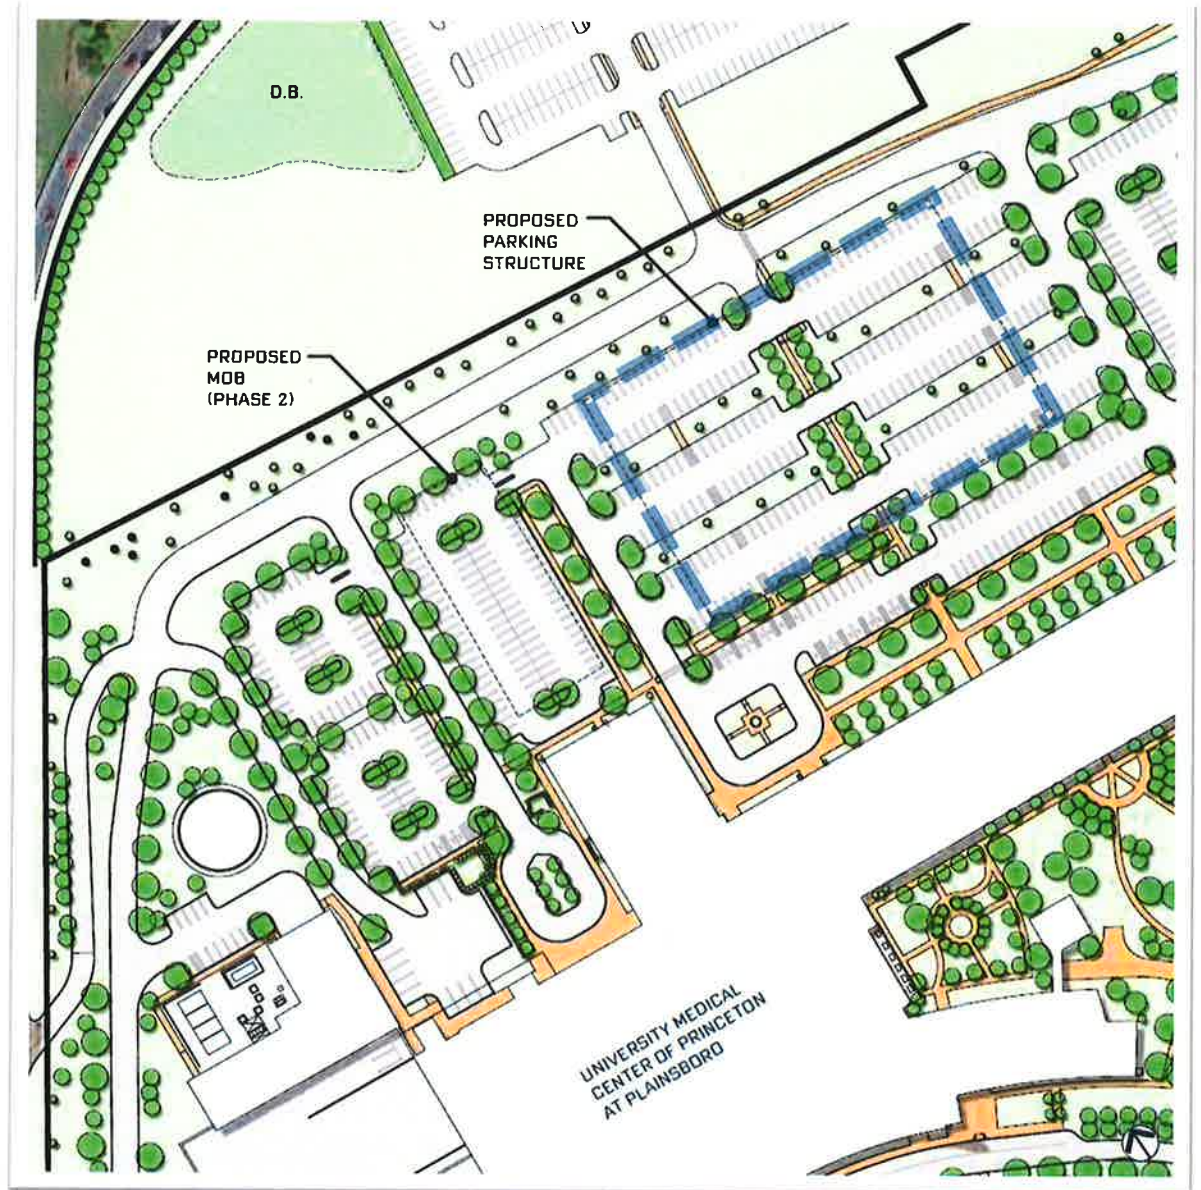 D.B.
PROPOSED
PARKING
STRUCTURE
PROPOSED
MOB
(PHASE 2)
UNIVERSITY MEDICAL
CENTER OF PRINCETON
AT PLAINSBORO